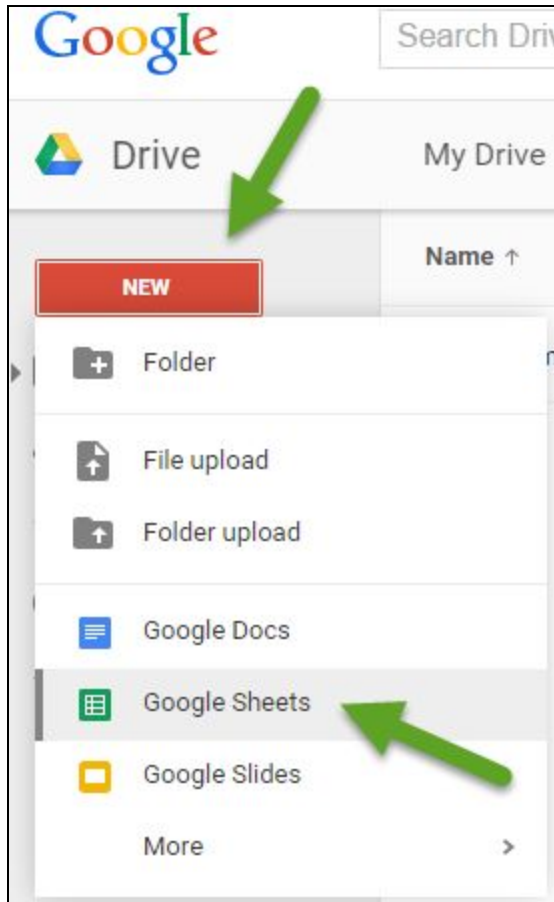 Google
Search Driv
Drive
My Drive
NEW
Name ↑
Folder
File upload
Folder upload
Google Docs
Google Sheets
Google Slides
More >